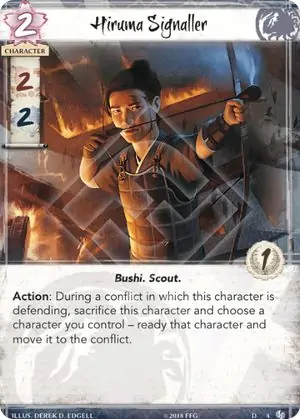 2
Hiruma Signaller
CHARACTER
2
2
1
Bushi. Scout.
Action: During a conflict in which this character is
defending, sacrifice this character and choose a
character you control – ready that character and
move it to the conflict.
ILLUS. DEREK D. EDGELL ©2018 FFG D 4